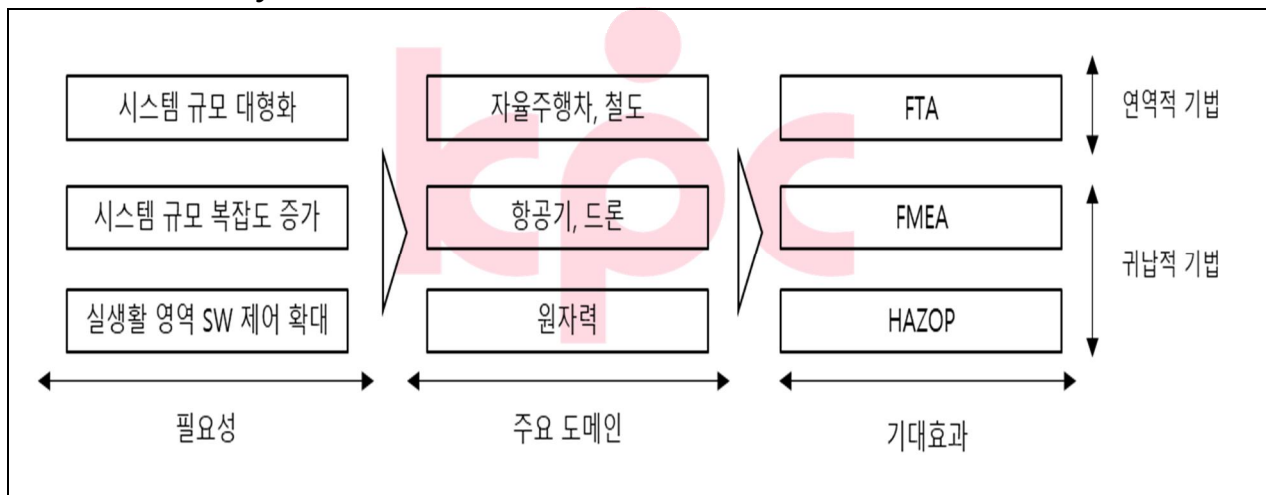 시스템 규모 대형화
자율주행차, 철도
FTA
연역적 기법
시스템 규모 복잡도 증가
항공기, 드론
FMEA
귀납적 기법
실생활 영역 SW 제어 확대
원자력
HAZOP
필요성
주요 도메인
기대효과
kpc